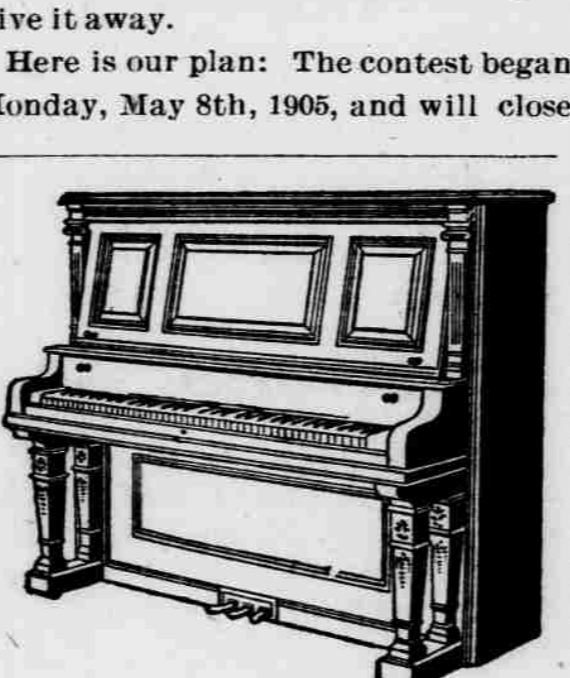 ive it away.
Here is our plan: The contest began
Monday, May 8th, 1905, and will close